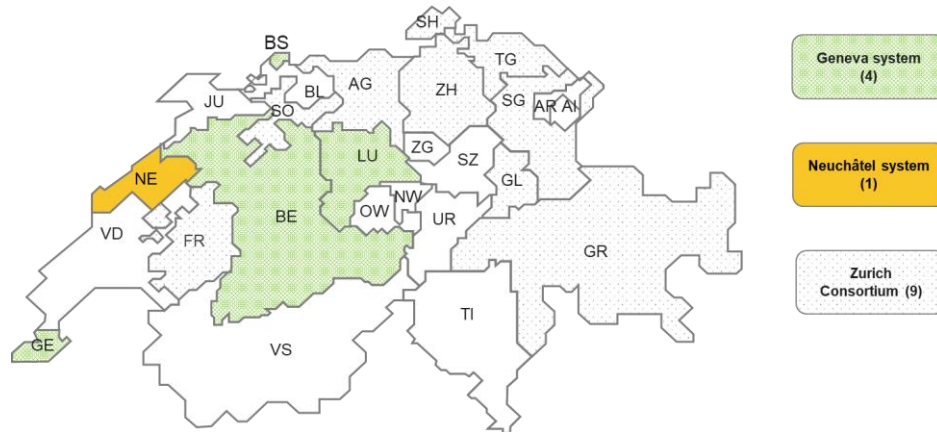 SH
BS
TG
JU
BL
AG
ZH
SO
SG
AR
AI
ZG
LU
SZ
NE
GL
NW
OW
BE
UR
VD
FR
GR
TI
GE
VS
Geneva system
(4)
Neuchâtel system
(1)
Zurich
Consortium (9)